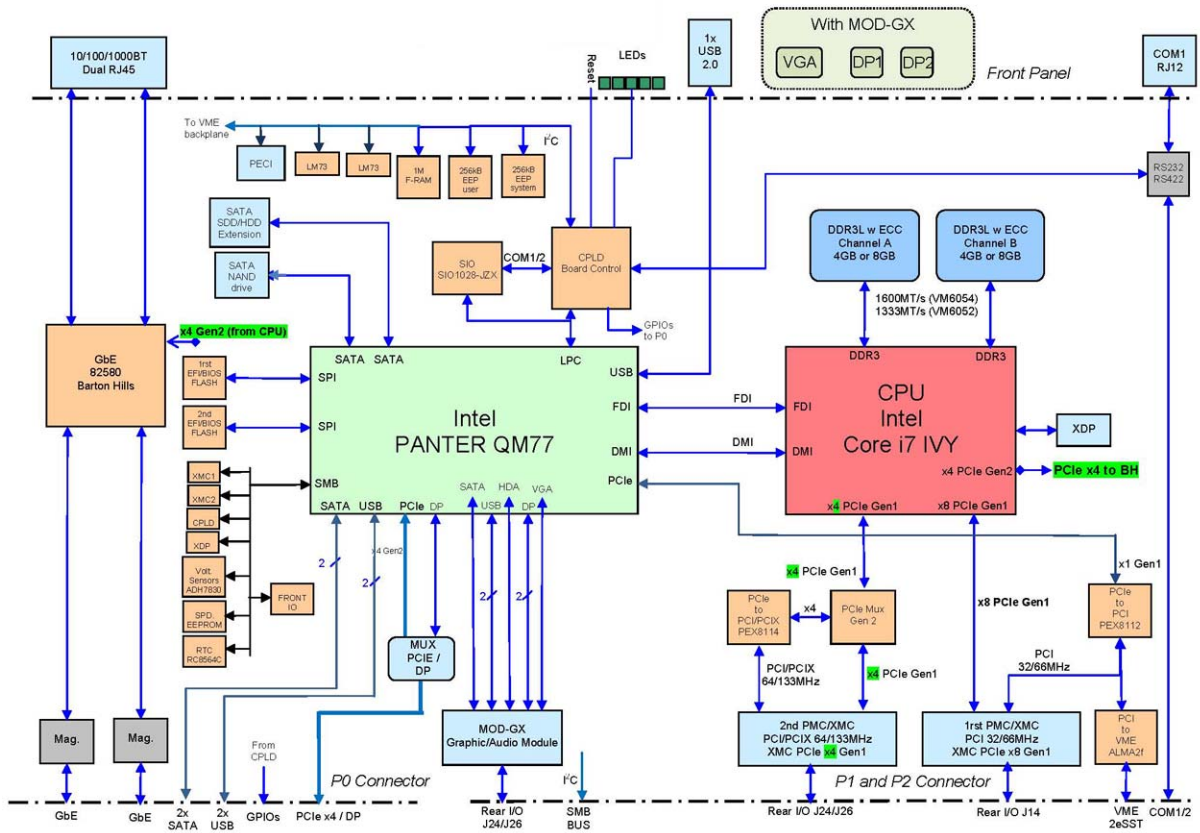 10/100/1000BT
Dual RJ45
Reset
LEDs
1x
USB
2.0
With MOD-GX
VGA
DP1
DP2
COM1
RJ12
Front Panel
To VME
backplane
I²C
PECI
LM73
LM73
1M
F-RAM
256kB
EEP
user
256kB
EEP
system
RS232
RS422
SATA
SDD/HDD
Extension
SATA
NAND
drive
SIO
SIO1028-JZX
COM1/2
CPLD
Board Control
DDR3L w ECC
Channel A
4GB or 8GB
DDR3L w ECC
Channel B
4GB or 8GB
1600MT/s (VM6054)
1333MT/s (VM6052)
GPIOs
to P0
x4 Gen2 (from CPU)
GbE
82580
Barton Hills
1rst
EFI/BIOS
FLASH
2nd
EFI/BIOS
FLASH
SATA
SATA
LPC
SPI
SPI
SMB
Intel
PANTER QM77
USB
FDI
DMI
PCIe
FDI
DMI
DDR3
DDR3
CPU
Intel
Core i7 IVY
FDI
DMI
x4 PCIe Gen2
x4 PCIe Gen1
x8 PCIe Gen1
XDP
PCIe x4 to BH
SATA
USB
PCIe
DP
SATA
USB
HDA
DP
VGA
XMC1
XMC2
CPLD
XDP
Volt.
Sensors
ADH7830
SPD.
EEPROM
RTC
RC8564C
FRONT
IO
2
2
x4 Gen2
2
2
MUX
PCIE /
DP
x4 PCIe Gen1
PCIe
to
PCI/PCIX
PEX8114
x4
PCIe Mux
Gen 2
x8 PCIe Gen1
x1 Gen1
PCIe
to
PCI
PEX8112
PCI/PCIX
64/133MHz
x4 PCIe Gen1
PCI
32/66MHz
Mag.
Mag.
From
CPLD
MOD-GX
Graphic/Audio Module
2nd PMC/XMC
PCI/PCIX 64/133MHz
XMC PCIe x4 Gen1
1rst PMC/XMC
PCI 32/66MHz
XMC PCIe x8 Gen1
PCI
to
VME
ALMA2f
P0 Connector
I²C
P1 and P2 Connector
GbE
GbE
2x
SATA
2x
USB
GPIOs
PCIe x4 / DP
Rear I/O
J24/J26
SMB
BUS
Rear I/O J24/J26
Rear I/O J14
VME
2eSST
COM1/2